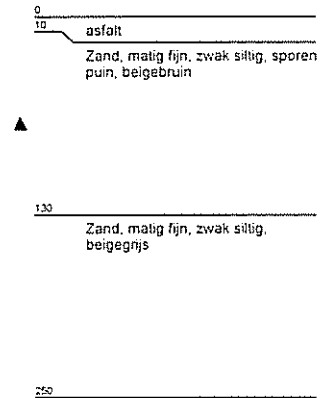 0
10
asfalt
Zand, matig fijn, zwak siltig, sporen
puin, beigebruin
130
Zand, matig fijn, zwak siltig,
beigegrijs
250